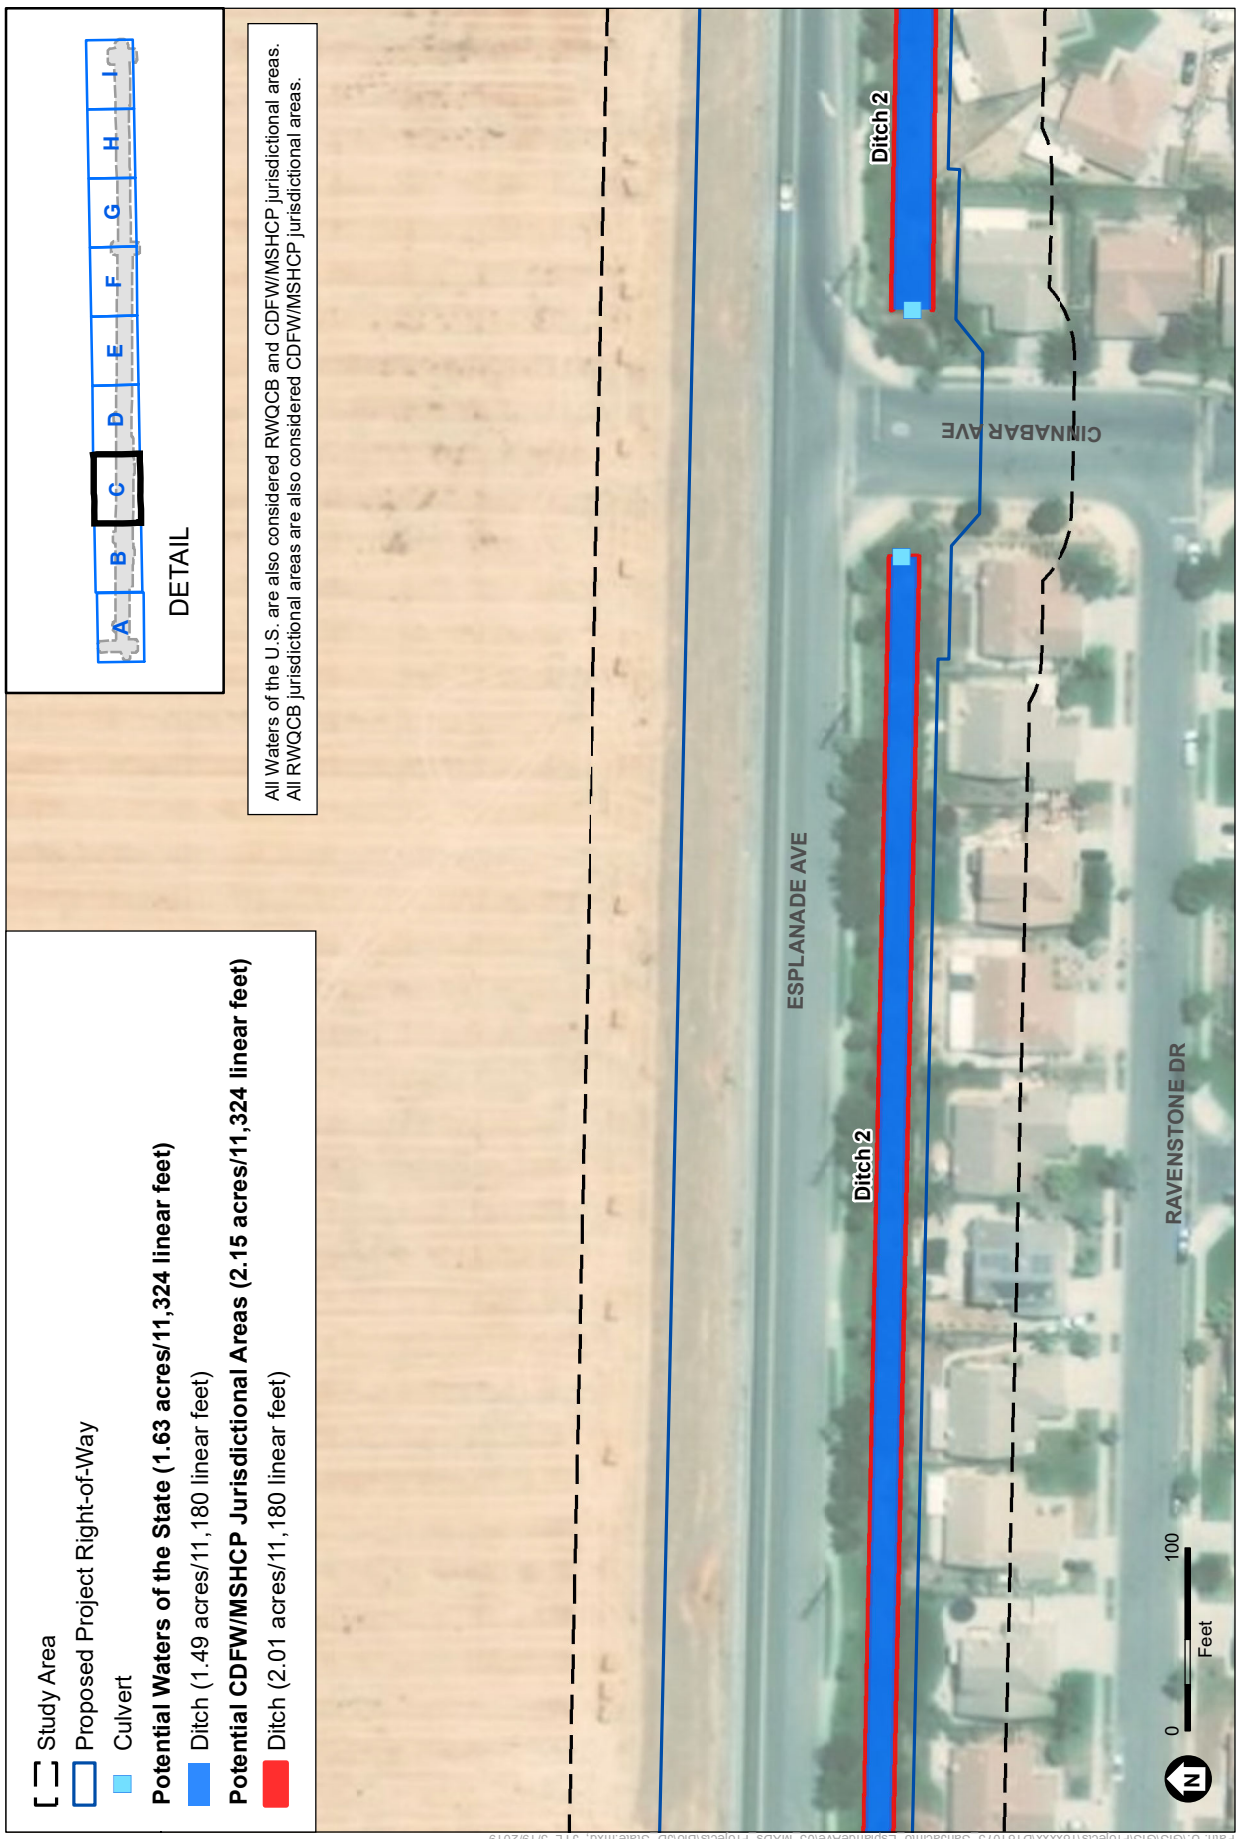 Study Area
Proposed Project Right-of-Way
Culvert
Potential Waters of the State (1.63 acres/11,324 linear feet)
Ditch (1.49 acres/11,180 linear feet)
Potential CDFW/MSHCP Jurisdictional Areas (2.15 acres/11,324 linear feet)
Ditch (2.01 acres/11,180 linear feet)
A B C D E F G H I
DETAIL
All Waters of the U.S. are also considered RWQCB and CDFW/MSHCP jurisdictional areas.
All RWQCB jurisdictional areas are also considered CDFW/MSHCP jurisdictional areas.
ESPLANADE AVE
Ditch 2
Ditch 2
CINNABAR AVE
RAVENSTONE DR
N
0 100
Feet